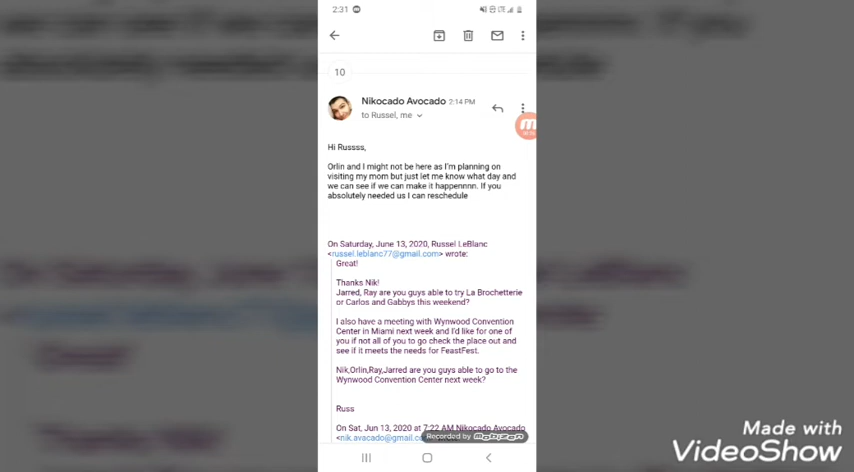 2:31
10
Nikocado Avocado 2:14 PM
to Russel, me
Hi Russss,
Orlin and I might not be here as I'm planning on
visiting my mom but just let me know what day and
we can see if we can make it happennnn. If you
absolutely needed us I can reschedule
On Saturday, June 13, 2020, Russel LeBlanc
<russel.leblanc77@gmail.com> wrote:
Great!
Thanks Nik!
Jarred, Ray are you guys able to try La Brochetterie
or Carlos and Gabbys this weekend?
I also have a meeting with Wynwood Convention
Center in Miami next week and I'd like for one of
you if not all of you to go check the place out and
see if it meets the needs for FeastFest.
Nik,Orlin,Ray,Jarred are you guys able to go to the
Wynwood Convention Center next week?
Russ
On Sat, Jun 13, 2020 at 7:22 AM Nikocado Avocado
<nik.avacado@gmail.co
Recorded by mobizen
Made with
VideoShow